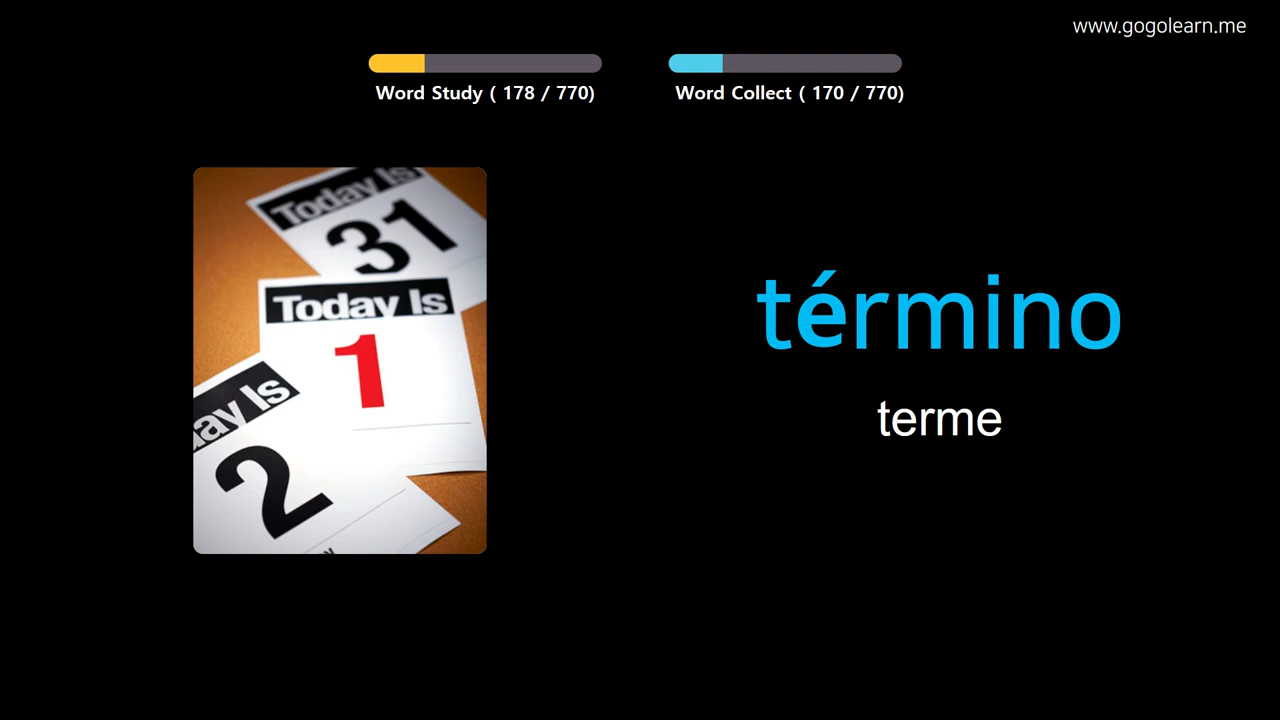 www.gogolearn.me
Word Study ( 178 / 770)
Word Collect ( 170 / 770)
Today Is
31
Today Is
1
ay Is
2
término
terme